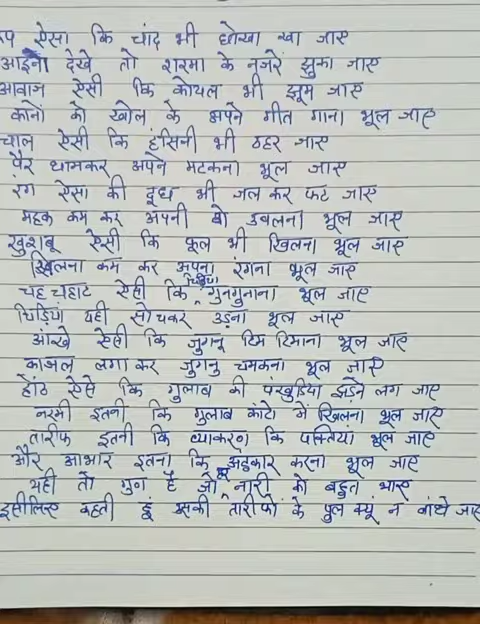 रूप ऐसा कि चांद भी धोखा खा जाए
आईना देखे तो शरमा के नजरें झुका जाए
आवाज ऐसी कि कोयल भी झूम जाए
कानों को खोल के अपने गीत गाना भूल जाए
चाल ऐसी कि हंसिनी भी ठहर जाए
पैर थामकर अपने मटकना भूल जाए
रंग ऐसा की दूध भी जल कर फट जाए
महक कम कर अपनी वो उबलना भूल जाए
खुशबू ऐसी कि फूल भी खिलना भूल जाए
खिलना कम कर अपना रंगना भूल जाए
चहचहाट ऐसी कि चिड़िया गुनगुनाना भूल जाए
चिड़ियां यही सोचकर उड़ना भूल जाए
आंखे ऐसी कि जुगनू टिम टिमाना भूल जाए
काजल लगा कर जुगनु चमकना भूल जाए
होंठ ऐसे कि गुलाब की पंखुडिया झडने लग जाए
नरमी इतनी कि गुलाब कांटो में खिलना भूल जाए
तारीफ इतनी कि व्याकरण कि पंक्तियां भूल जाए
और आभार इतना कि अहंकार करना भूल जाए
यही तो गुन है जो नारी को बहुत भाए
इसीलिए कहती हूं उसकी तारीफों के पुल क्यूं न बांधे जाए